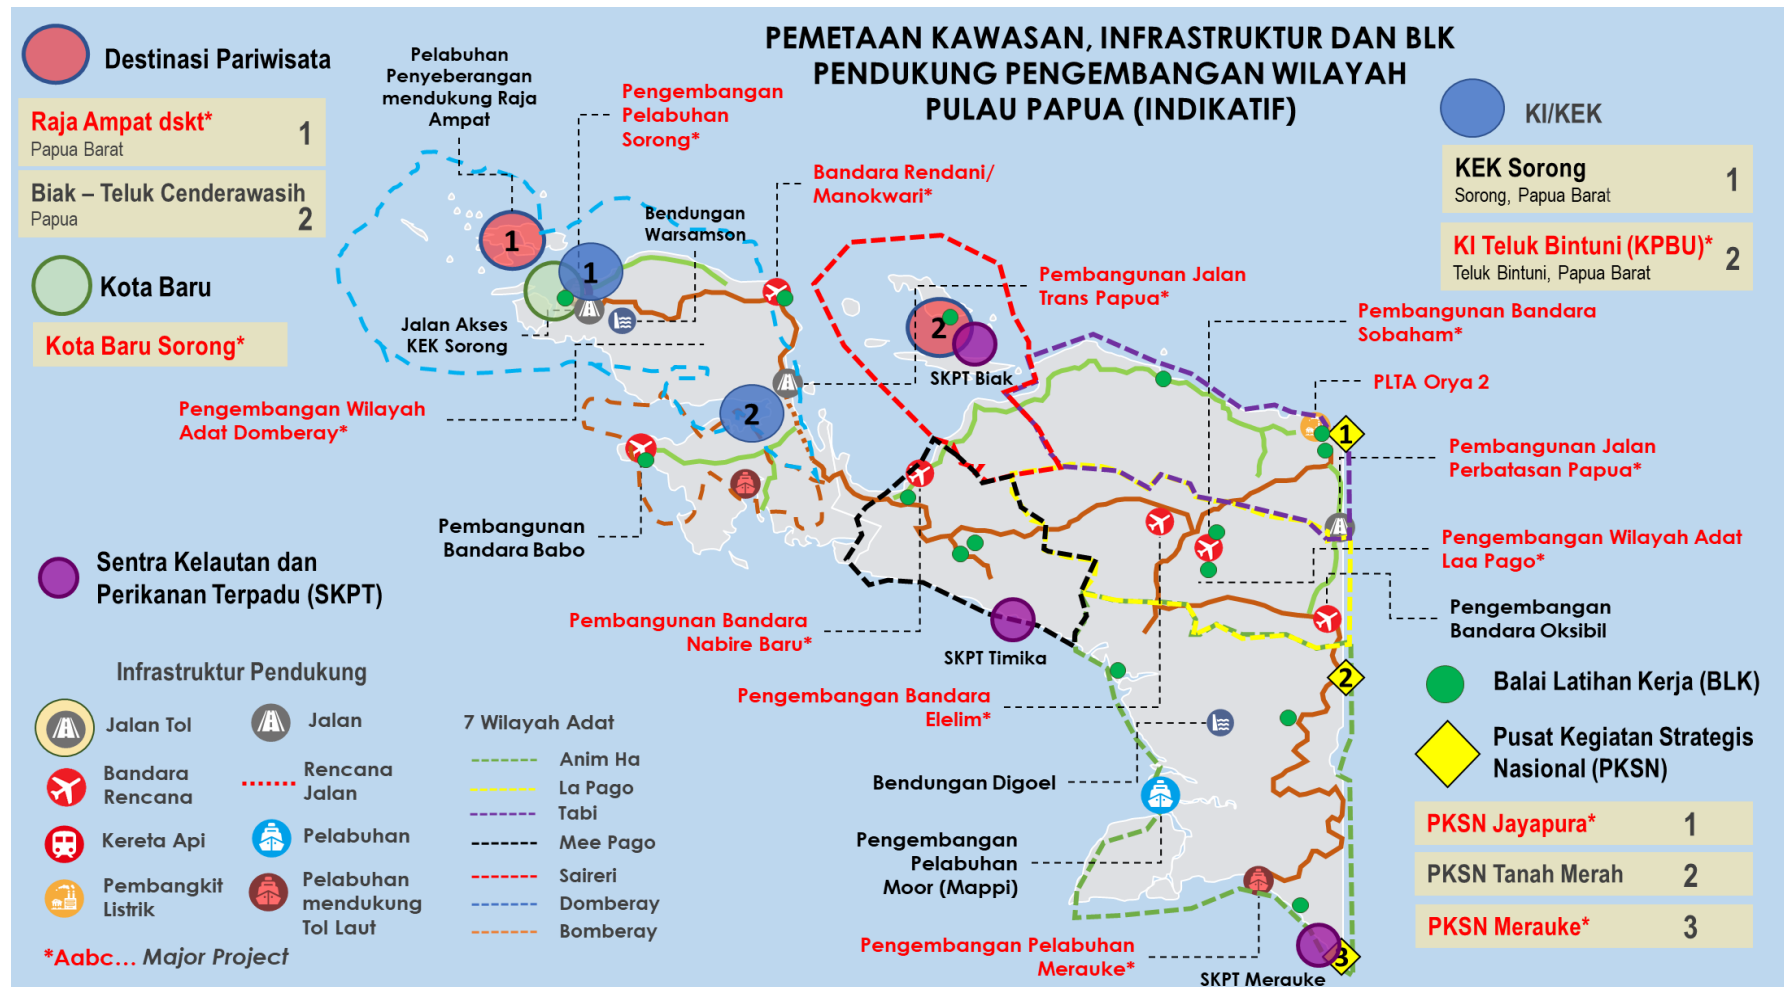 PEMETAAN KAWASAN, INFRASTRUKTUR DAN BLK
PENDUKUNG PENGEMBANGAN WILAYAH
PULAU PAPUA (INDIKATIF)
Destinasi Pariwisata
Raja Ampat dskt*
Papua Barat
1
Biak – Teluk Cenderawasih
Papua
2
Kota Baru
Kota Baru Sorong*
Pelabuhan
Penyeberangan
mendukung Raja
Ampat
Pengembangan
Pelabuhan
Sorong*
Bandara Rendani/
Manokwari*
Bendungan
Warsamson
Jalan Akses
KEK Sorong
Pengembangan Wilayah
Adat Domberay*
1
1
2
2
SKPT Biak
Pembangunan Jalan
Trans Papua*
KI/KEK
KEK Sorong
Sorong, Papua Barat
1
KI Teluk Bintuni (KPBU)*
Teluk Bintuni, Papua Barat
2
Pembangunan Bandara
Sobaham*
PLTA Orya 2
1
Pembangunan Jalan
Perbatasan Papua*
Pengembangan Wilayah Adat
Laa Pago*
Pengembangan
Bandara Oksibil
Pembangunan
Bandara Babo
Sentra Kelautan dan
Perikanan Terpadu (SKPT)
Pembangunan Bandara
Nabire Baru*
SKPT Timika
Pengembangan Bandara
Elelim*
Bendungan Digoel
Pengembangan
Pelabuhan
Moor (Mappi)
Pengembangan Pelabuhan
Merauke*
SKPT Merauke
2
3
Infrastruktur Pendukung
Jalan Tol
Jalan
Bandara
Rencana
Rencana
Jalan
Kereta Api
Pelabuhan
Pembangkit
Listrik
Pelabuhan
mendukung
Tol Laut
*Aabc... Major Project
7 Wilayah Adat
Anim Ha
La Pago
Tabi
Mee Pago
Saireri
Domberay
Bomberay
Balai Latihan Kerja (BLK)
Pusat Kegiatan Strategis
Nasional (PKSN)
PKSN Jayapura*
1
PKSN Tanah Merah
2
PKSN Merauke*
3